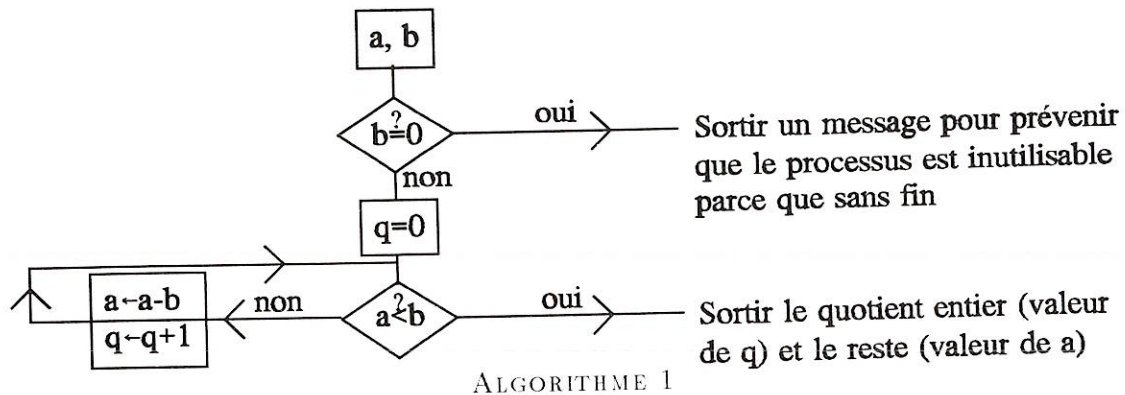 a, b
b=0
?
oui
Sortir un message pour prévenir
que le processus est inutilisable
parce que sans fin
non
q=0
a←a-b
q←q+1
non
a<b
?
oui
Sortir le quotient entier (valeur
de q) et le reste (valeur de a)
ALGORITHME 1